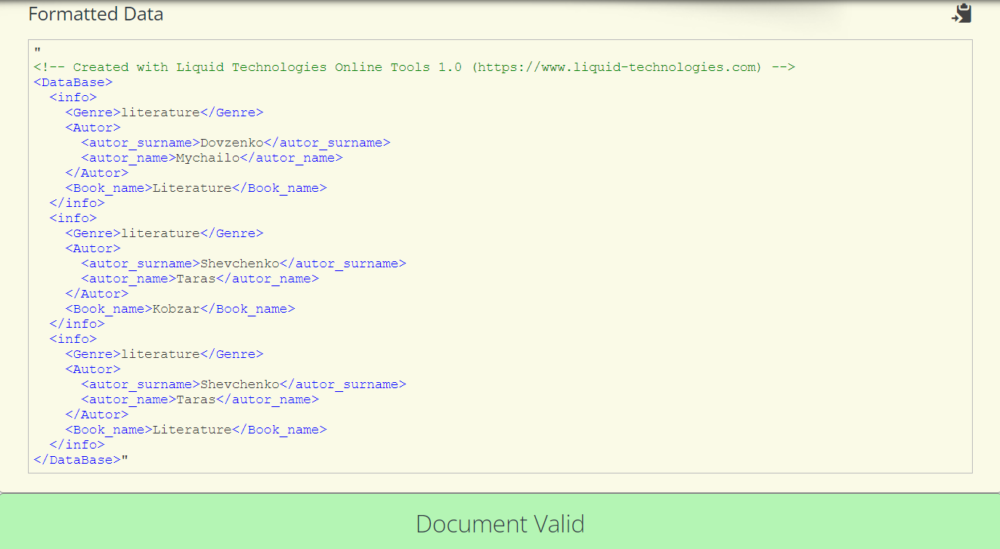 Formatted Data
"
<!-- Created with Liquid Technologies Online Tools 1.0 (https://www.liquid-technologies.com) -->
<DataBase>
  <info>
    <Genre>literature</Genre>
    <Autor>
      <autor_surname>Dovzenko</autor_surname>
      <autor_name>Mychailo</autor_name>
    </Autor>
    <Book_name>Literature</Book_name>
  </info>
  <info>
    <Genre>literature</Genre>
    <Autor>
      <autor_surname>Shevchenko</autor_surname>
      <autor_name>Taras</autor_name>
    </Autor>
    <Book_name>Kobzar</Book_name>
  </info>
  <info>
    <Genre>literature</Genre>
    <Autor>
      <autor_surname>Shevchenko</autor_surname>
      <autor_name>Taras</autor_name>
    </Autor>
    <Book_name>Literature</Book_name>
  </info>
</DataBase>"
Document Valid